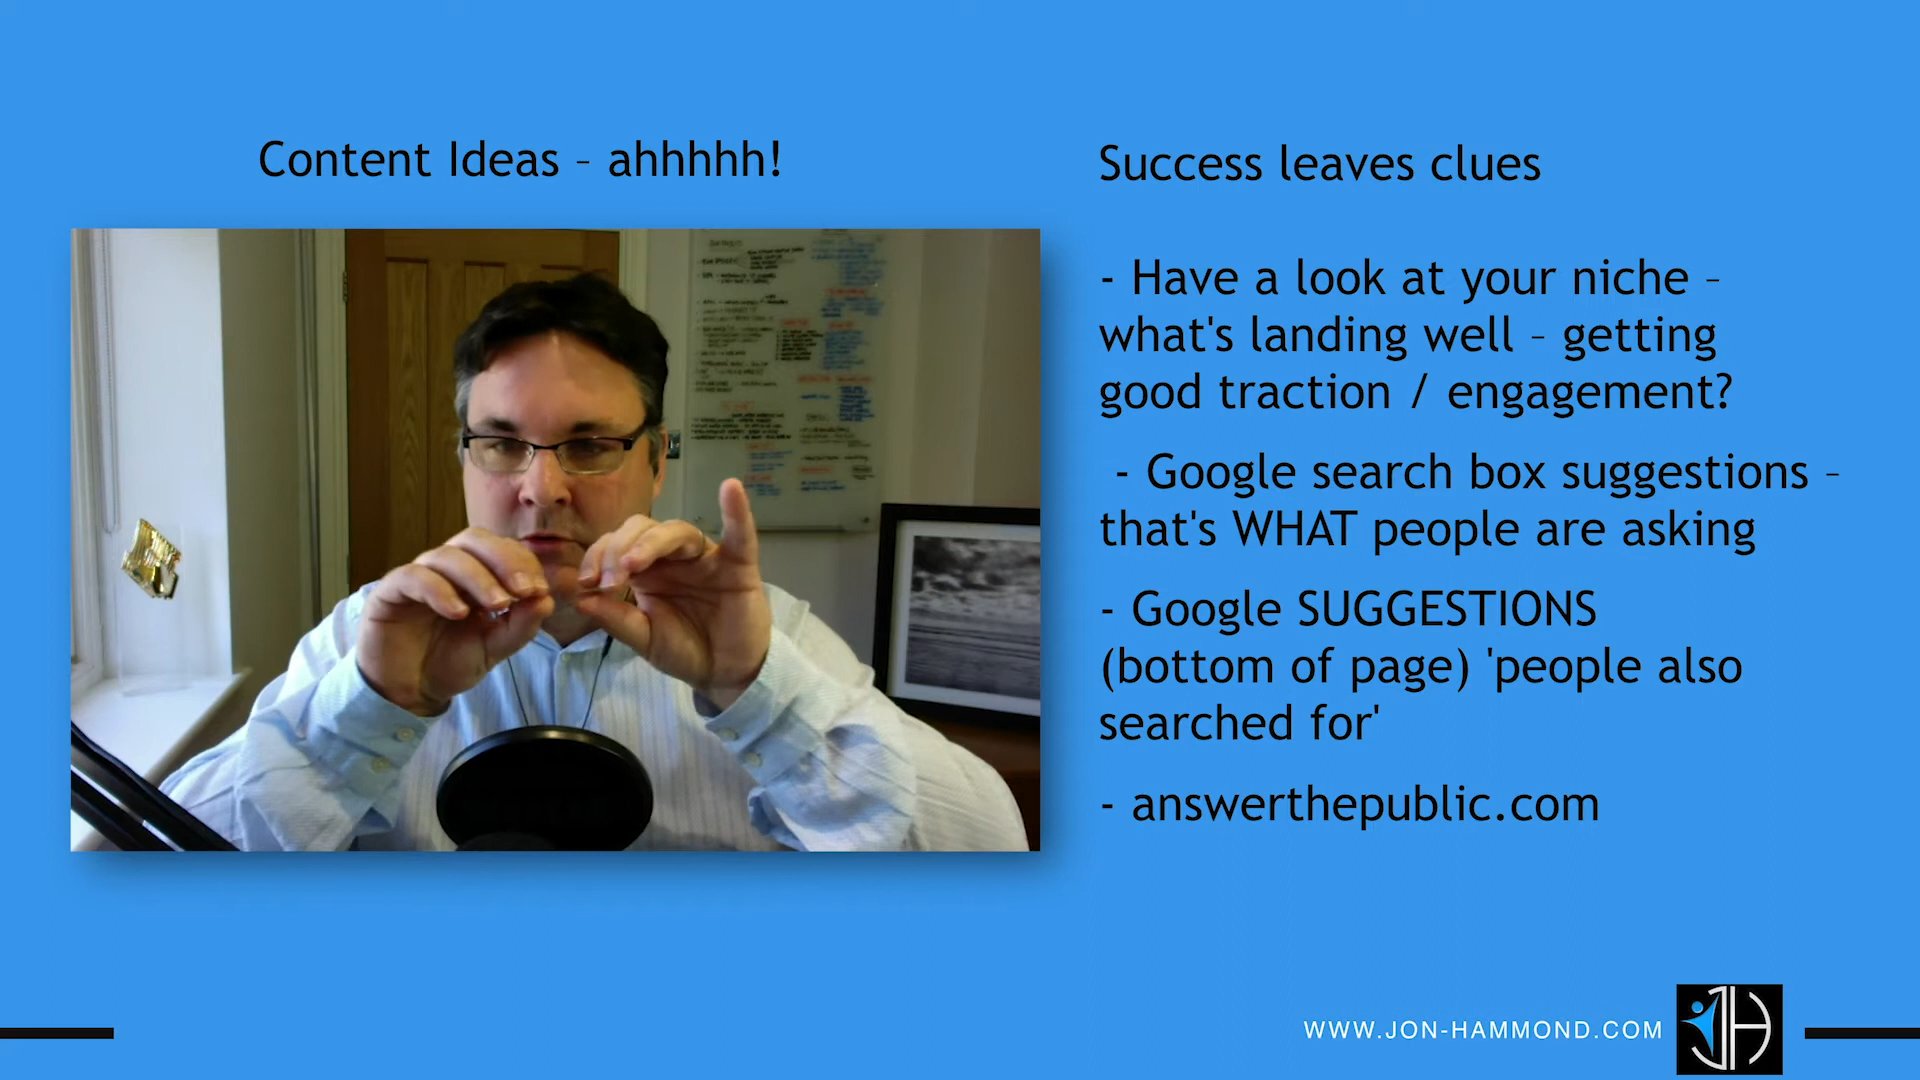 Content Ideas – ahhhhh!
Success leaves clues
- Have a look at your niche –
what's landing well – getting
good traction / engagement?
- Google search box suggestions –
that's WHAT people are asking
- Google SUGGESTIONS
(bottom of page) 'people also
searched for'
- answerthepublic.com
WWW.JON-HAMMOND.COM
JH